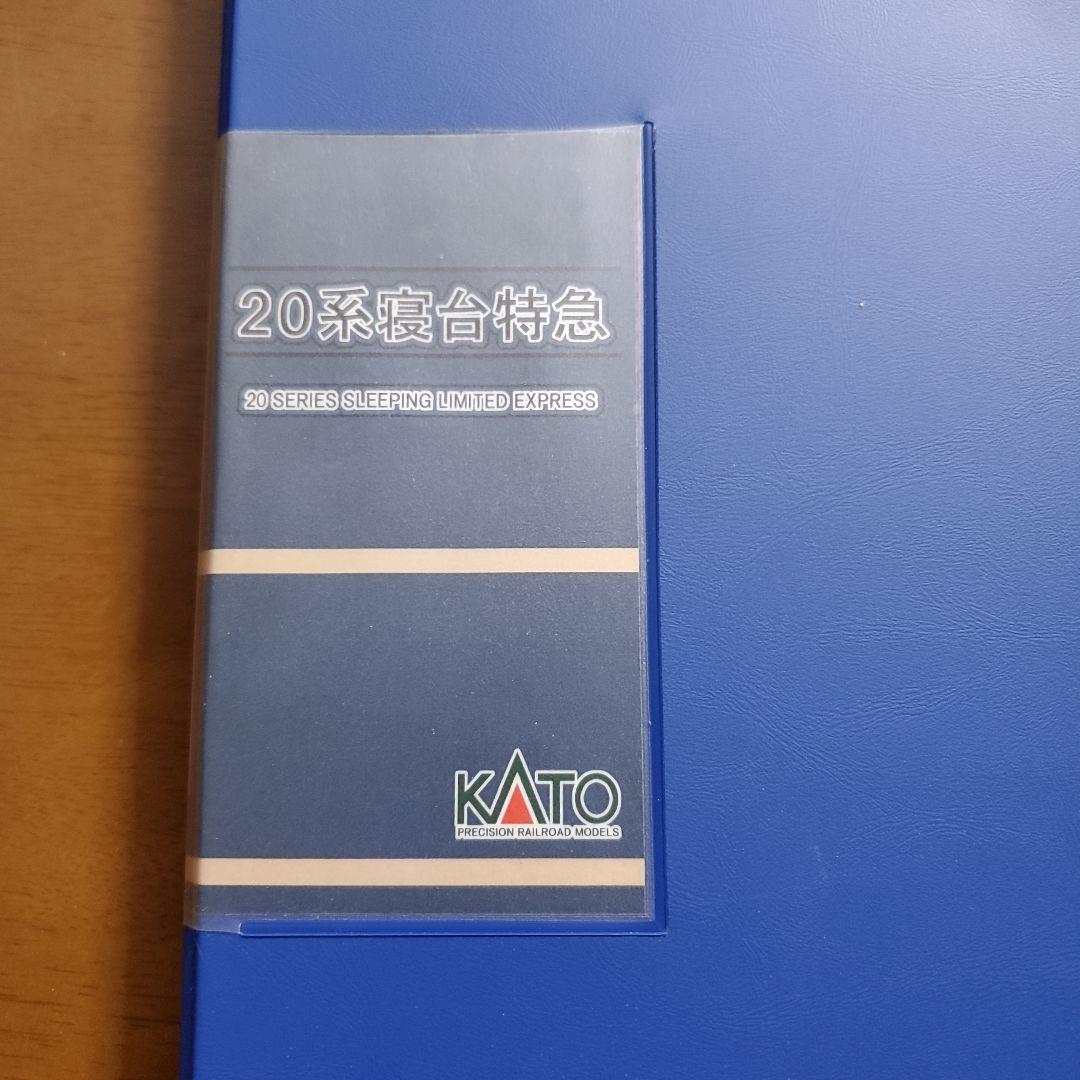 20系寝台特急
20 SERIES SLEEPING LIMITED EXPRESS
KATO
PRECISION RAILROAD MODELS